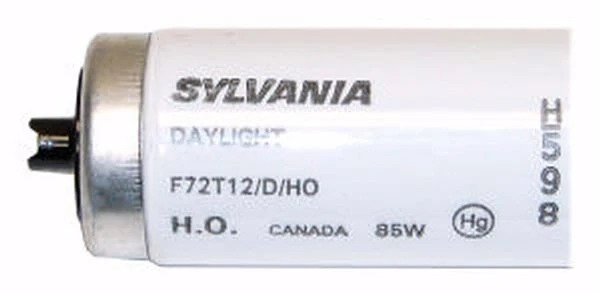 SYLVANIA
DAYLIGHT
F72T12/D/HO
H.O. CANADA 85W Hg
H598